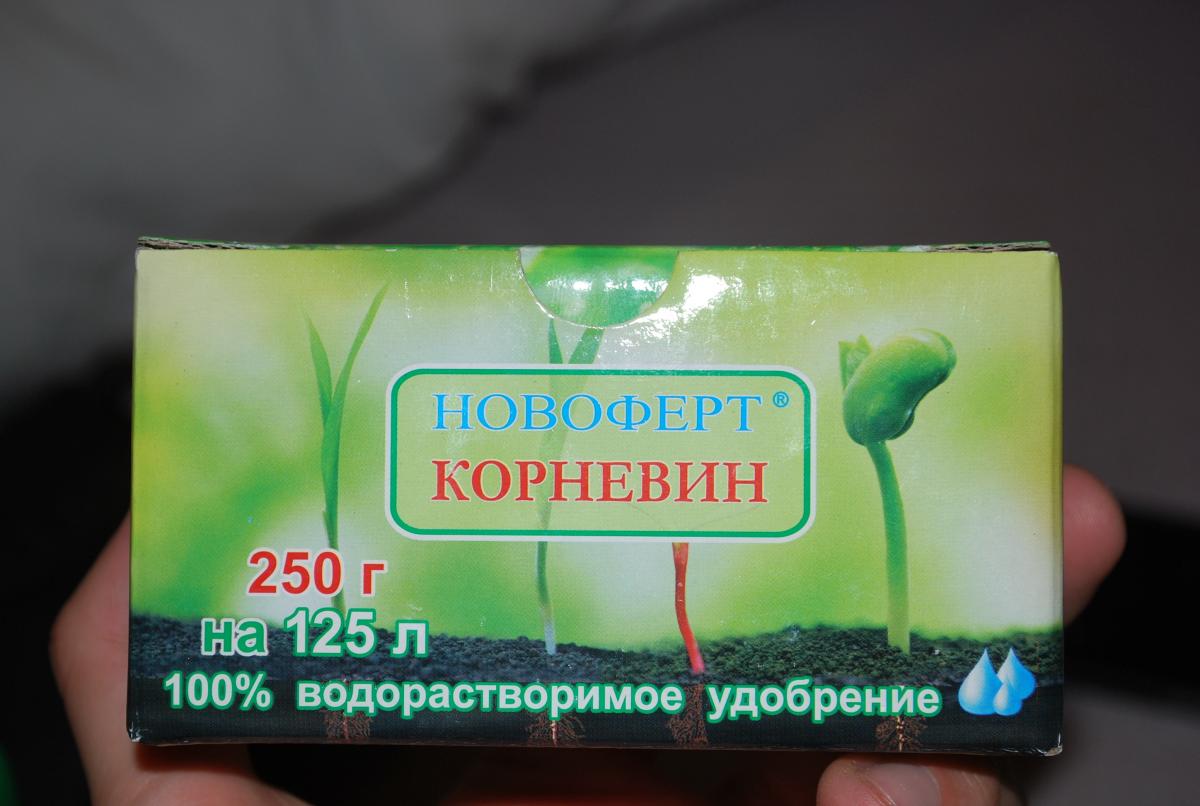 НОВОФЕРТ ®
КОРНЕВИН
250 г
на 125 л
100% водорастворимое удобрение